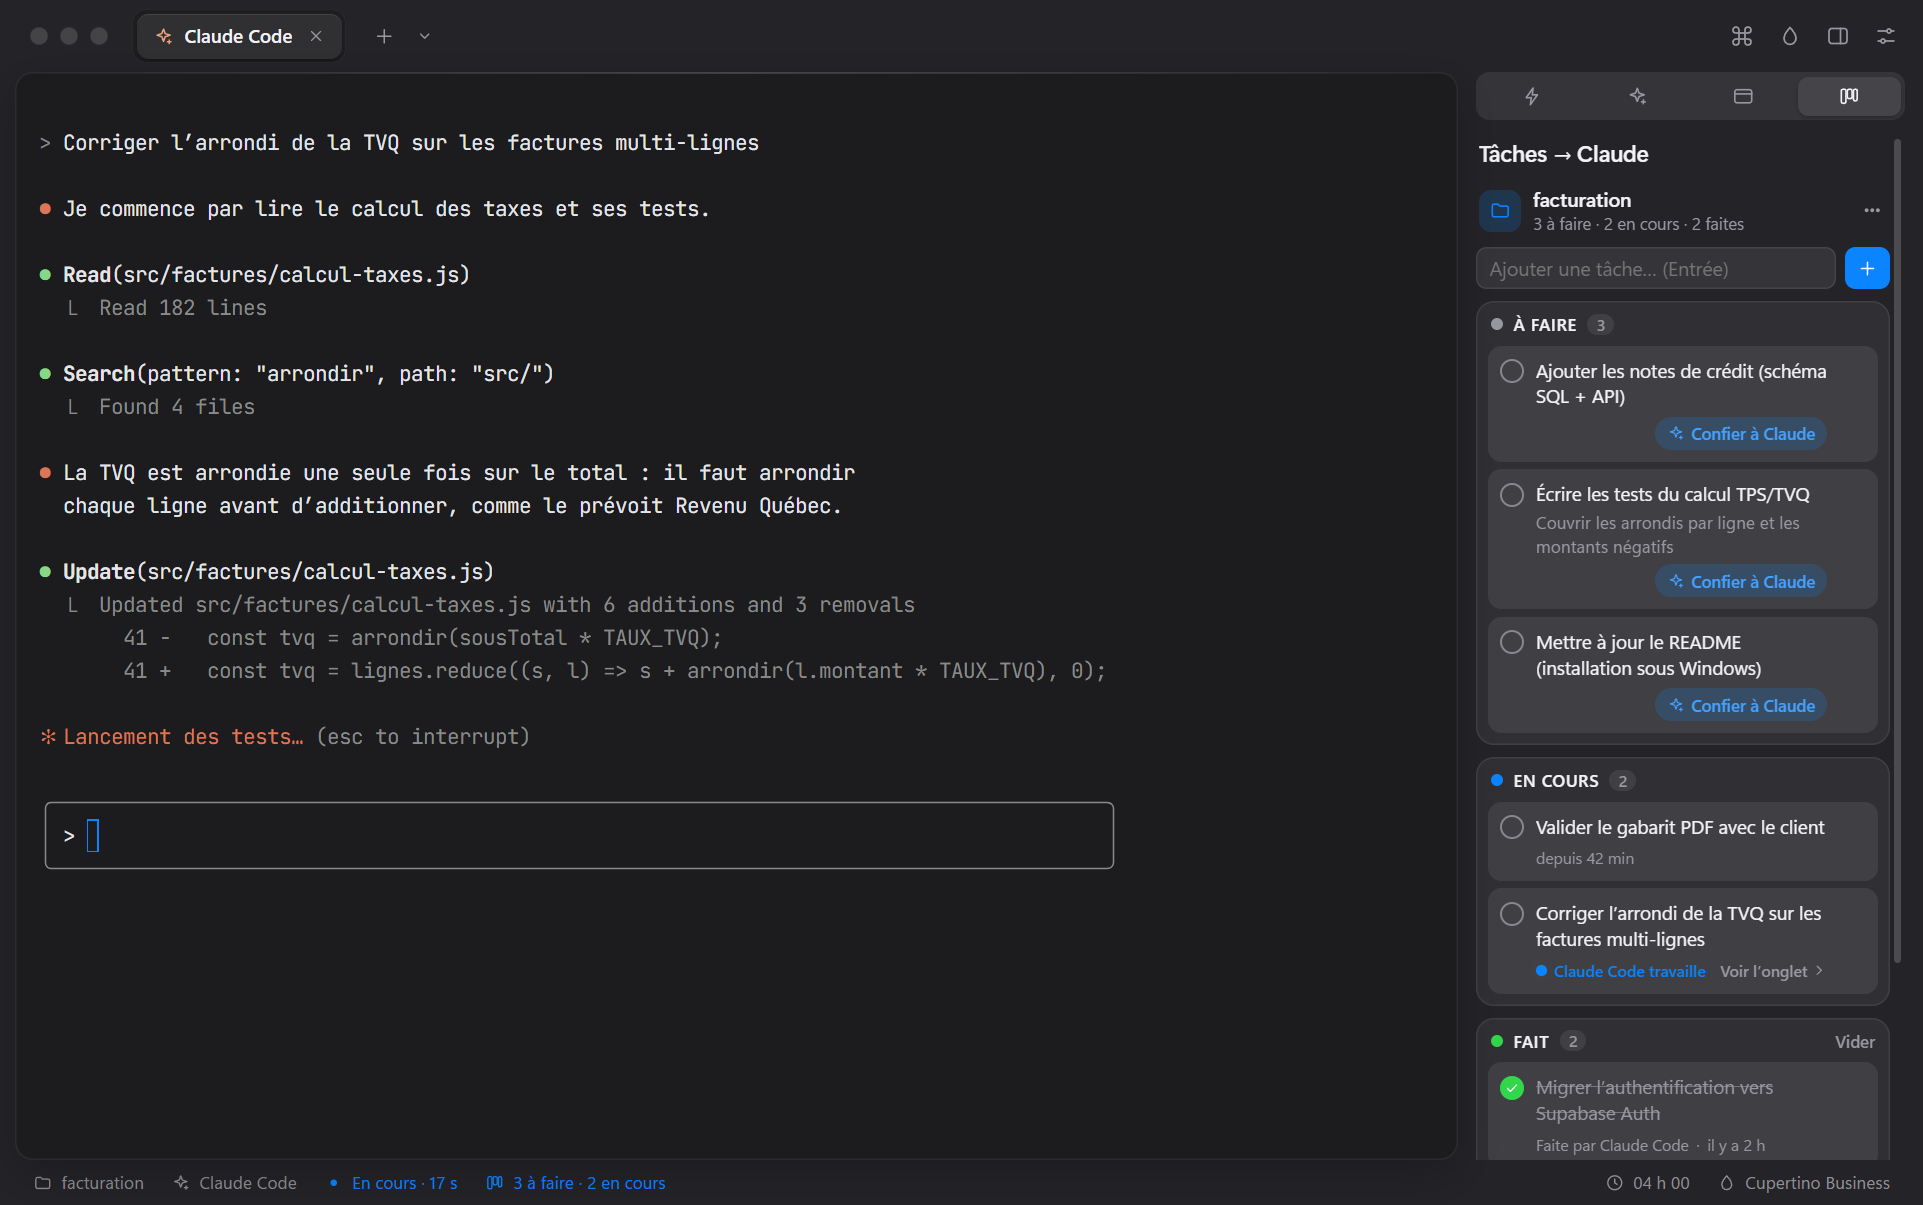 Claude Code
> Corriger l’arrondi de la TVQ sur les factures multi-lignes
Je commence par lire le calcul des taxes et ses tests.
Read(src/factures/calcul-taxes.js)
Read 182 lines
Search(pattern: "arrondir", path: "src/")
Found 4 files
La TVQ est arrondie une seule fois sur le total : il faut arrondir
chaque ligne avant d’additionner, comme le prévoit Revenu Québec.
Update(src/factures/calcul-taxes.js)
Updated src/factures/calcul-taxes.js with 6 additions and 3 removals
41 - const tvq = arrondir(sousTotal * TAUX_TVQ);
41 + const tvq = lignes.reduce((s, l) => s + arrondir(l.montant * TAUX_TVQ), 0);
Lancement des tests… (esc to interrupt)
>
Tâches → Claude
facturation
3 à faire · 2 en cours · 2 faites
Ajouter une tâche... (Entrée)
À FAIRE 3
Ajouter les notes de crédit (schéma
SQL + API)
Confier à Claude
Écrire les tests du calcul TPS/TVQ
Couvrir les arrondis par ligne et les
montants négatifs
Confier à Claude
Mettre à jour le README
(installation sous Windows)
Confier à Claude
EN COURS 2
Valider le gabarit PDF avec le client
depuis 42 min
Corriger l’arrondi de la TVQ sur les
factures multi-lignes
Claude Code travaille Voir l’onglet
FAIT 2 Vider
Migrer l’authentification vers
Supabase Auth
Faite par Claude Code · il y a 2 h
facturation Claude Code En cours · 17 s 3 à faire · 2 en cours 04 h 00 Cupertino Business